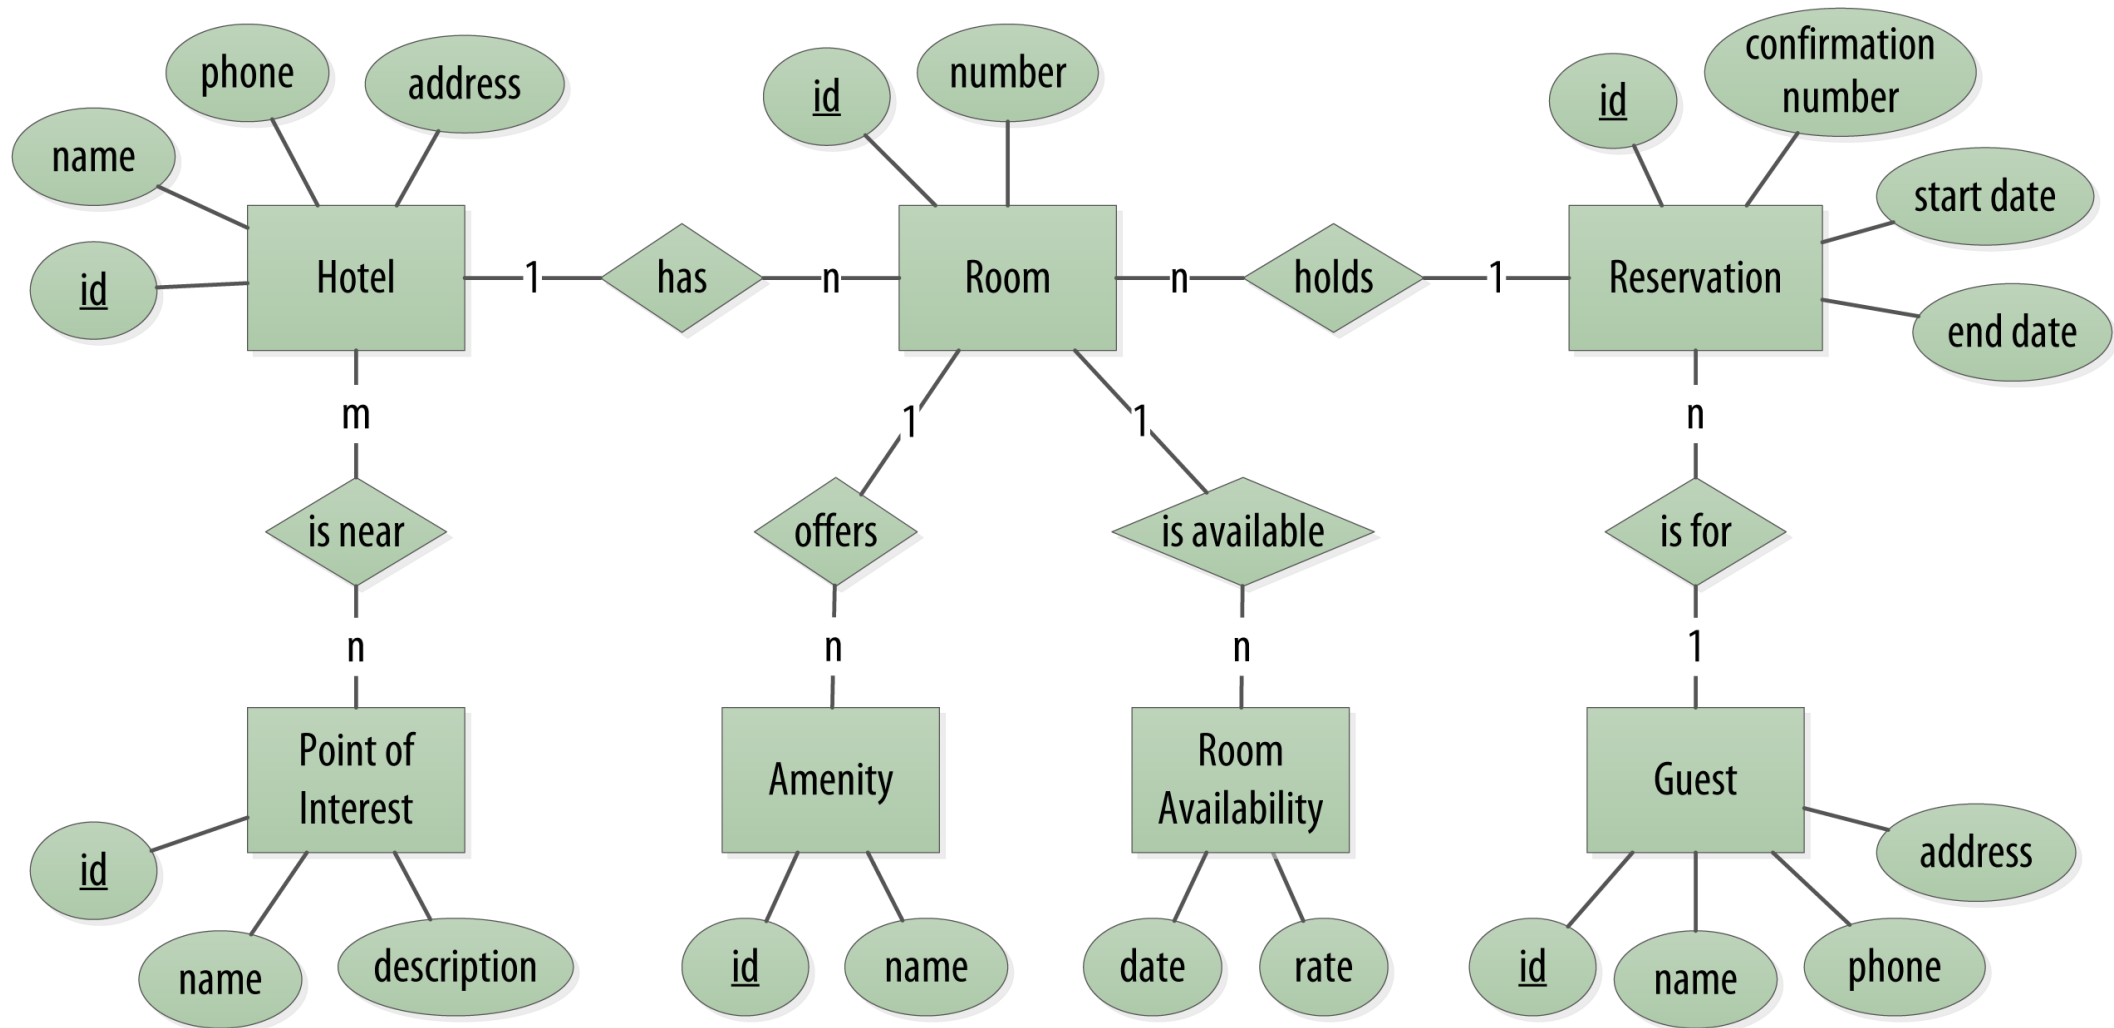 phone
address
name
id
Hotel
1
has
n
id
number
Room
n
holds
1
id
confirmation
number
start date
end date
Reservation
m
is near
n
1
offers
n
1
is available
n
n
is for
1
Point of
Interest
id
name
description
Amenity
id
name
Room
Availability
date
rate
Guest
address
id
name
phone